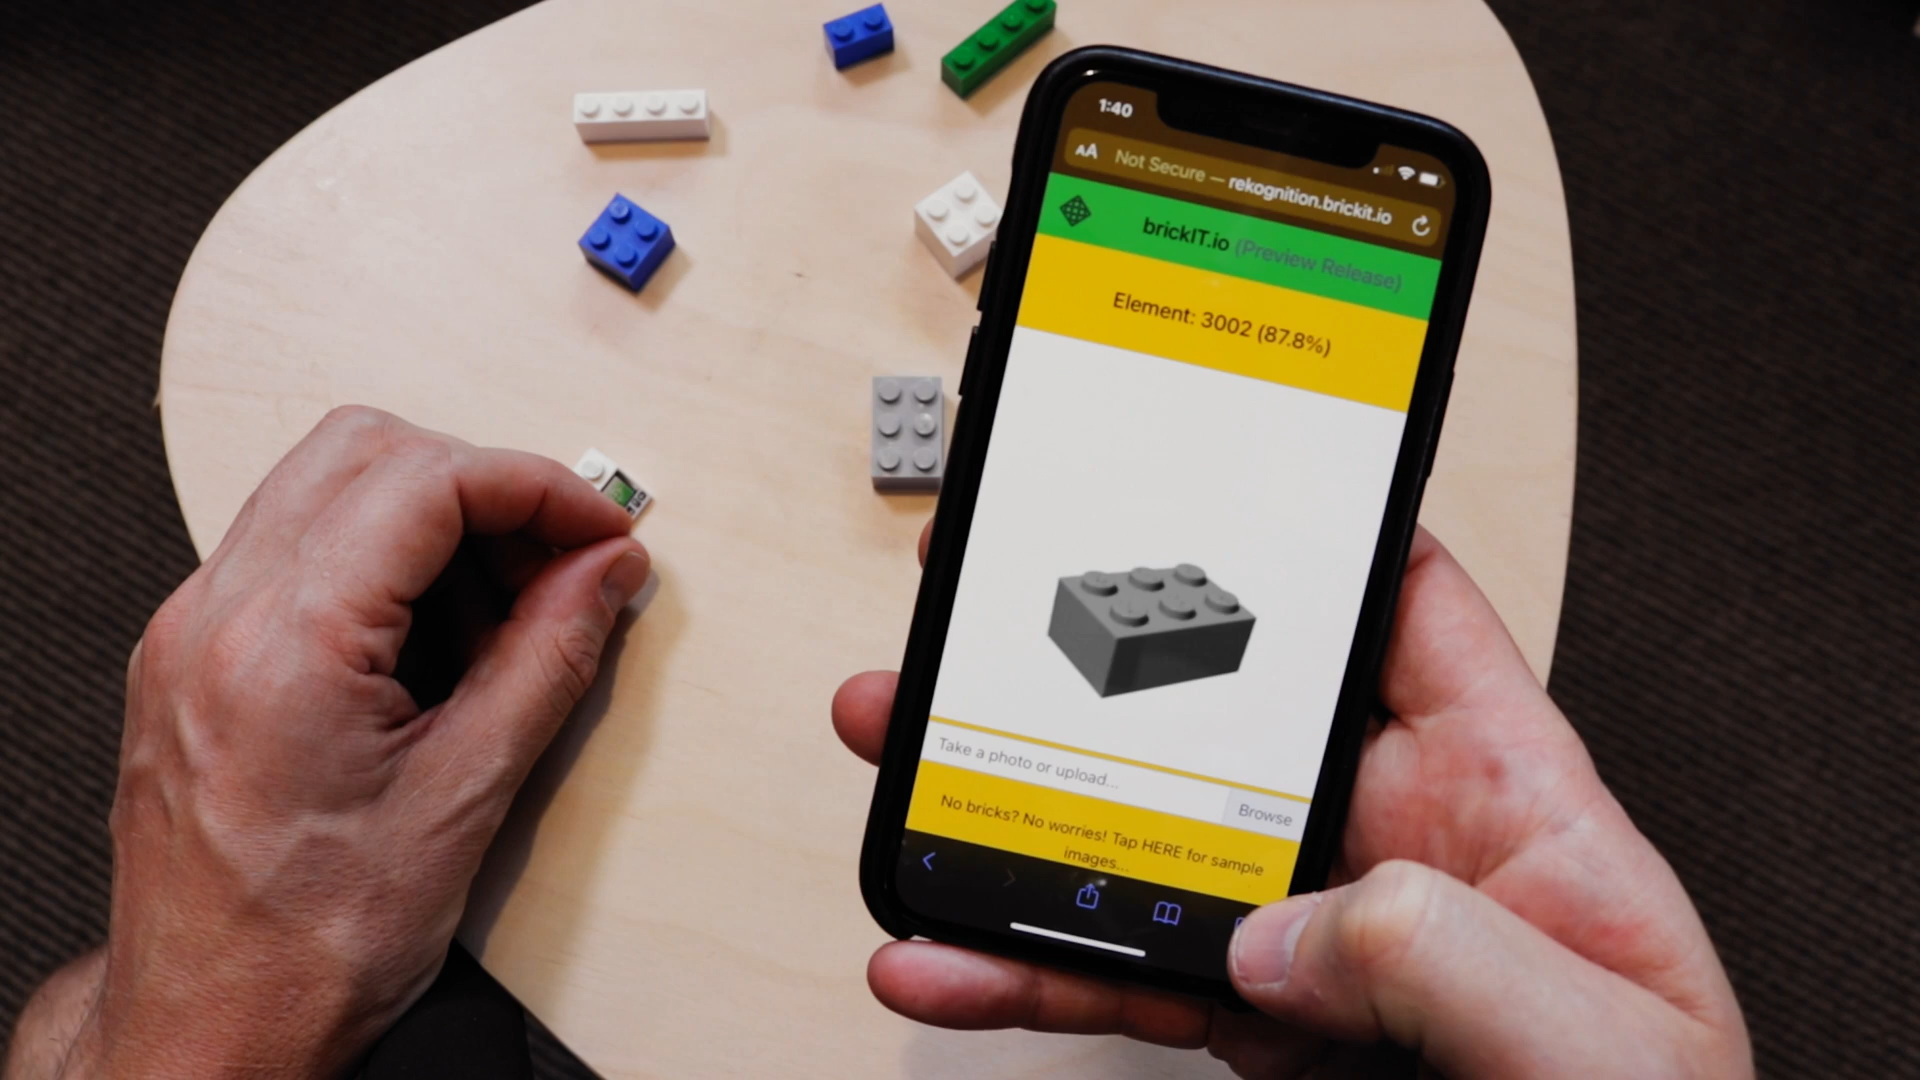 1:40
AA Not Secure — rekognition.brickit.io
brickIT.io (Preview Release)
Element: 3002 (87.8%)
Take a photo or upload...
Browse
No bricks? No worries! Tap HERE for sample
images...